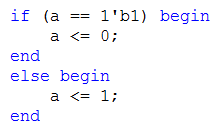 if (a == 1'b1) begin
    a <= 0;
end
else begin
    a <= 1;
end